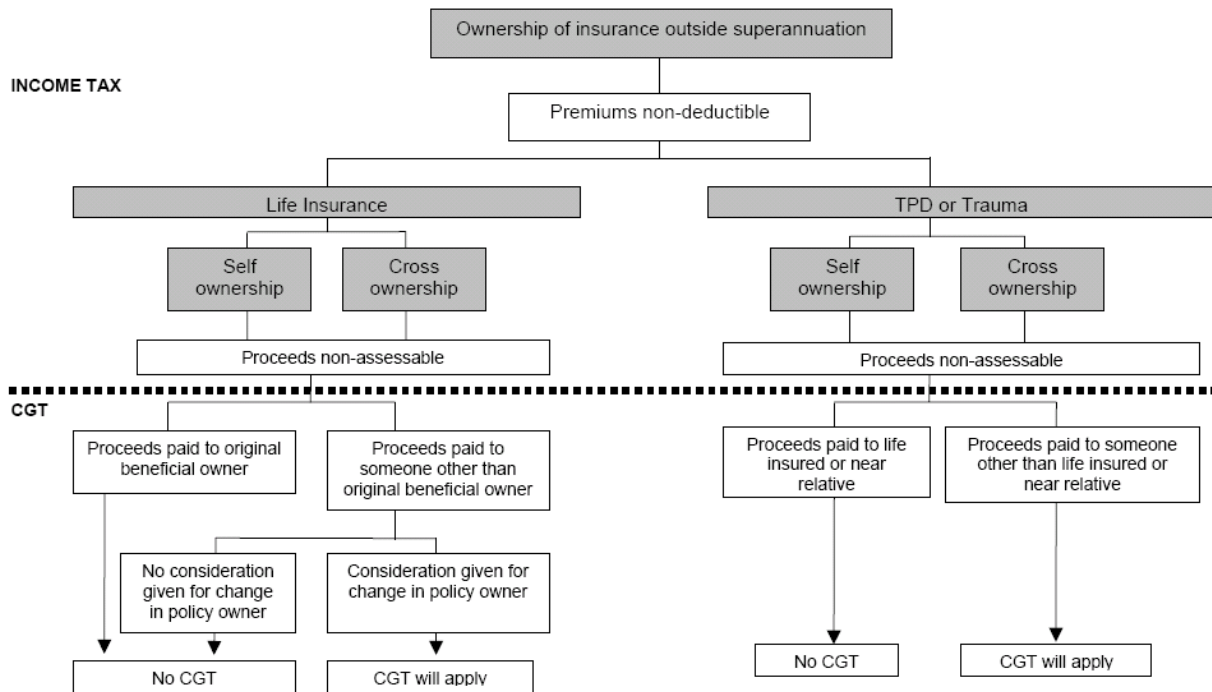 Ownership of insurance outside superannuation
INCOME TAX
Premiums non-deductible
Life Insurance
TPD or Trauma
Self
ownership
Cross
ownership
Self
ownership
Cross
ownership
Proceeds non-assessable
Proceeds non-assessable
CGT
Proceeds paid to original
beneficial owner
Proceeds paid to
someone other than
original beneficial owner
Proceeds paid to life
insured or near
relative
Proceeds paid to someone
other than life insured or
near relative
No consideration
given for change
in policy owner
Consideration given for
change in policy owner
No CGT
CGT will apply
No CGT
CGT will apply